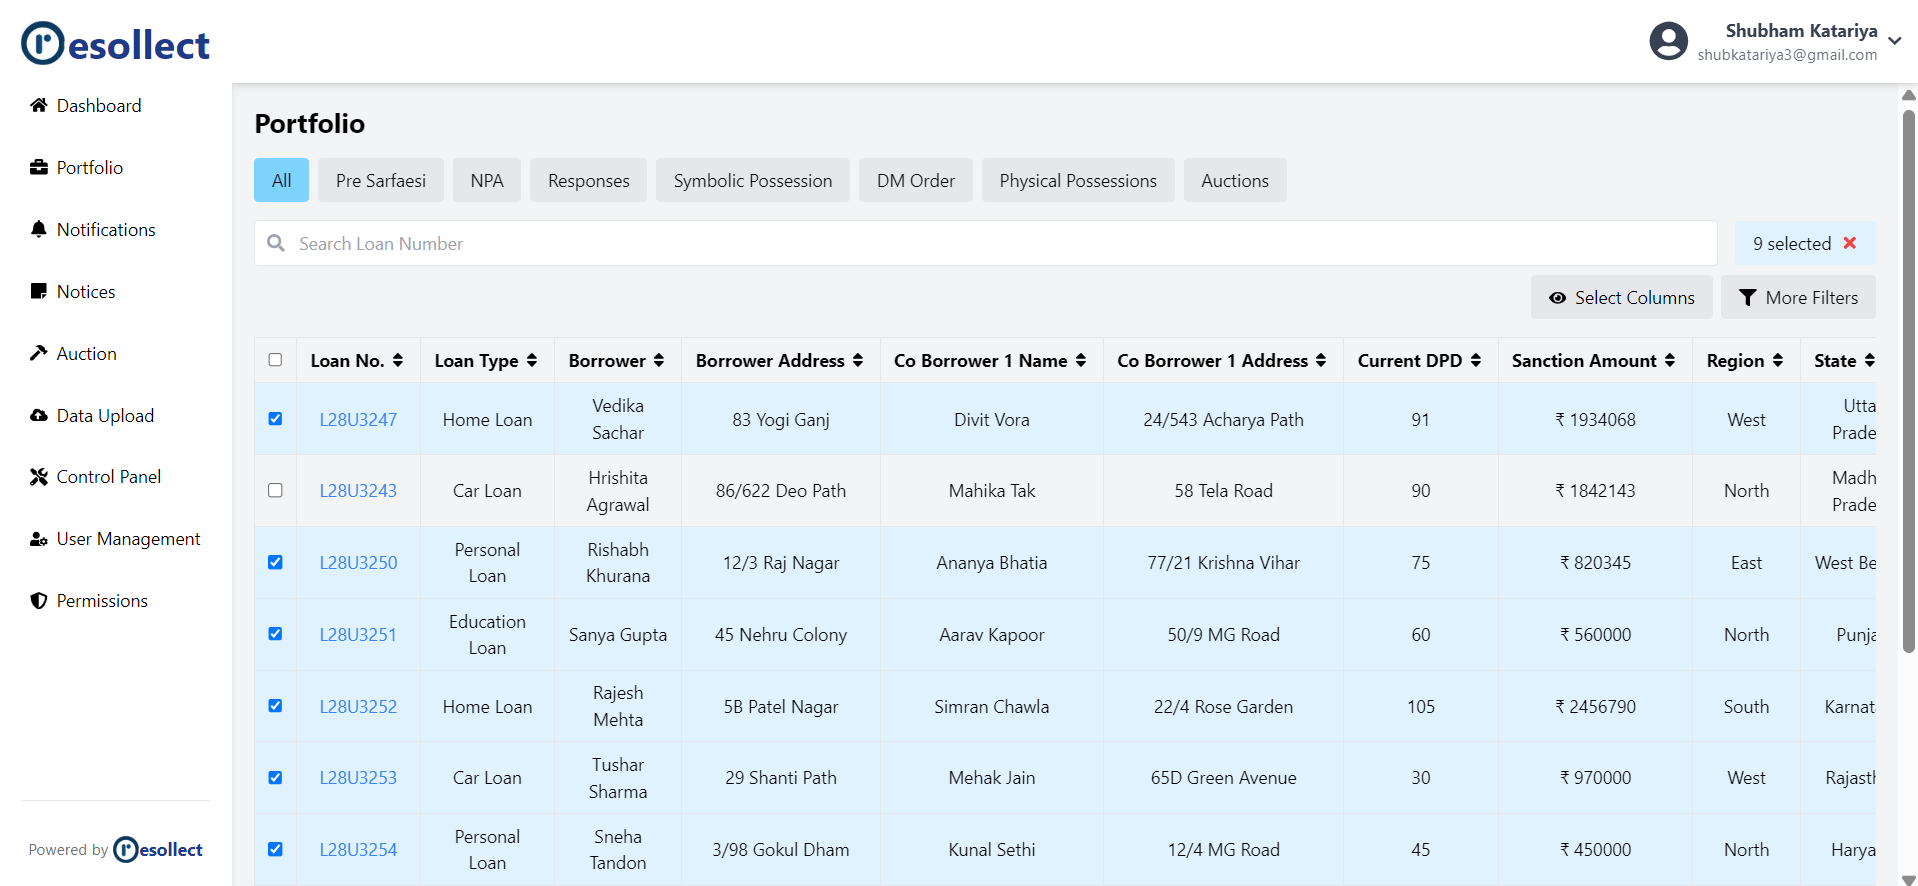 resollect
Shubham Katariya
shubkatariya3@gmail.com
Dashboard
Portfolio
Notifications
Notices
Auction
Data Upload
Control Panel
User Management
Permissions
Powered by resollect
Portfolio
All Pre Sarfaesi NPA Responses Symbolic Possession DM Order Physical Possessions Auctions
Search Loan Number 9 selected
Select Columns More Filters
Loan No. Loan Type Borrower Borrower Address Co Borrower 1 Name Co Borrower 1 Address Current DPD Sanction Amount Region State
L28U3247 Home Loan Vedika Sachar 83 Yogi Ganj Divit Vora 24/543 Acharya Path 91 ₹ 1934068 West Utta Prade
L28U3243 Car Loan Hrishita Agrawal 86/622 Deo Path Mahika Tak 58 Tela Road 90 ₹ 1842143 North Madh Prade
L28U3250 Personal Loan Rishabh Khurana 12/3 Raj Nagar Ananya Bhatia 77/21 Krishna Vihar 75 ₹ 820345 East West Be
L28U3251 Education Loan Sanya Gupta 45 Nehru Colony Aarav Kapoor 50/9 MG Road 60 ₹ 560000 North Punja
L28U3252 Home Loan Rajesh Mehta 5B Patel Nagar Simran Chawla 22/4 Rose Garden 105 ₹ 2456790 South Karnat
L28U3253 Car Loan Tushar Sharma 29 Shanti Path Mehak Jain 65D Green Avenue 30 ₹ 970000 West Rajasth
L28U3254 Personal Loan Sneha Tandon 3/98 Gokul Dham Kunal Sethi 12/4 MG Road 45 ₹ 450000 North Harya